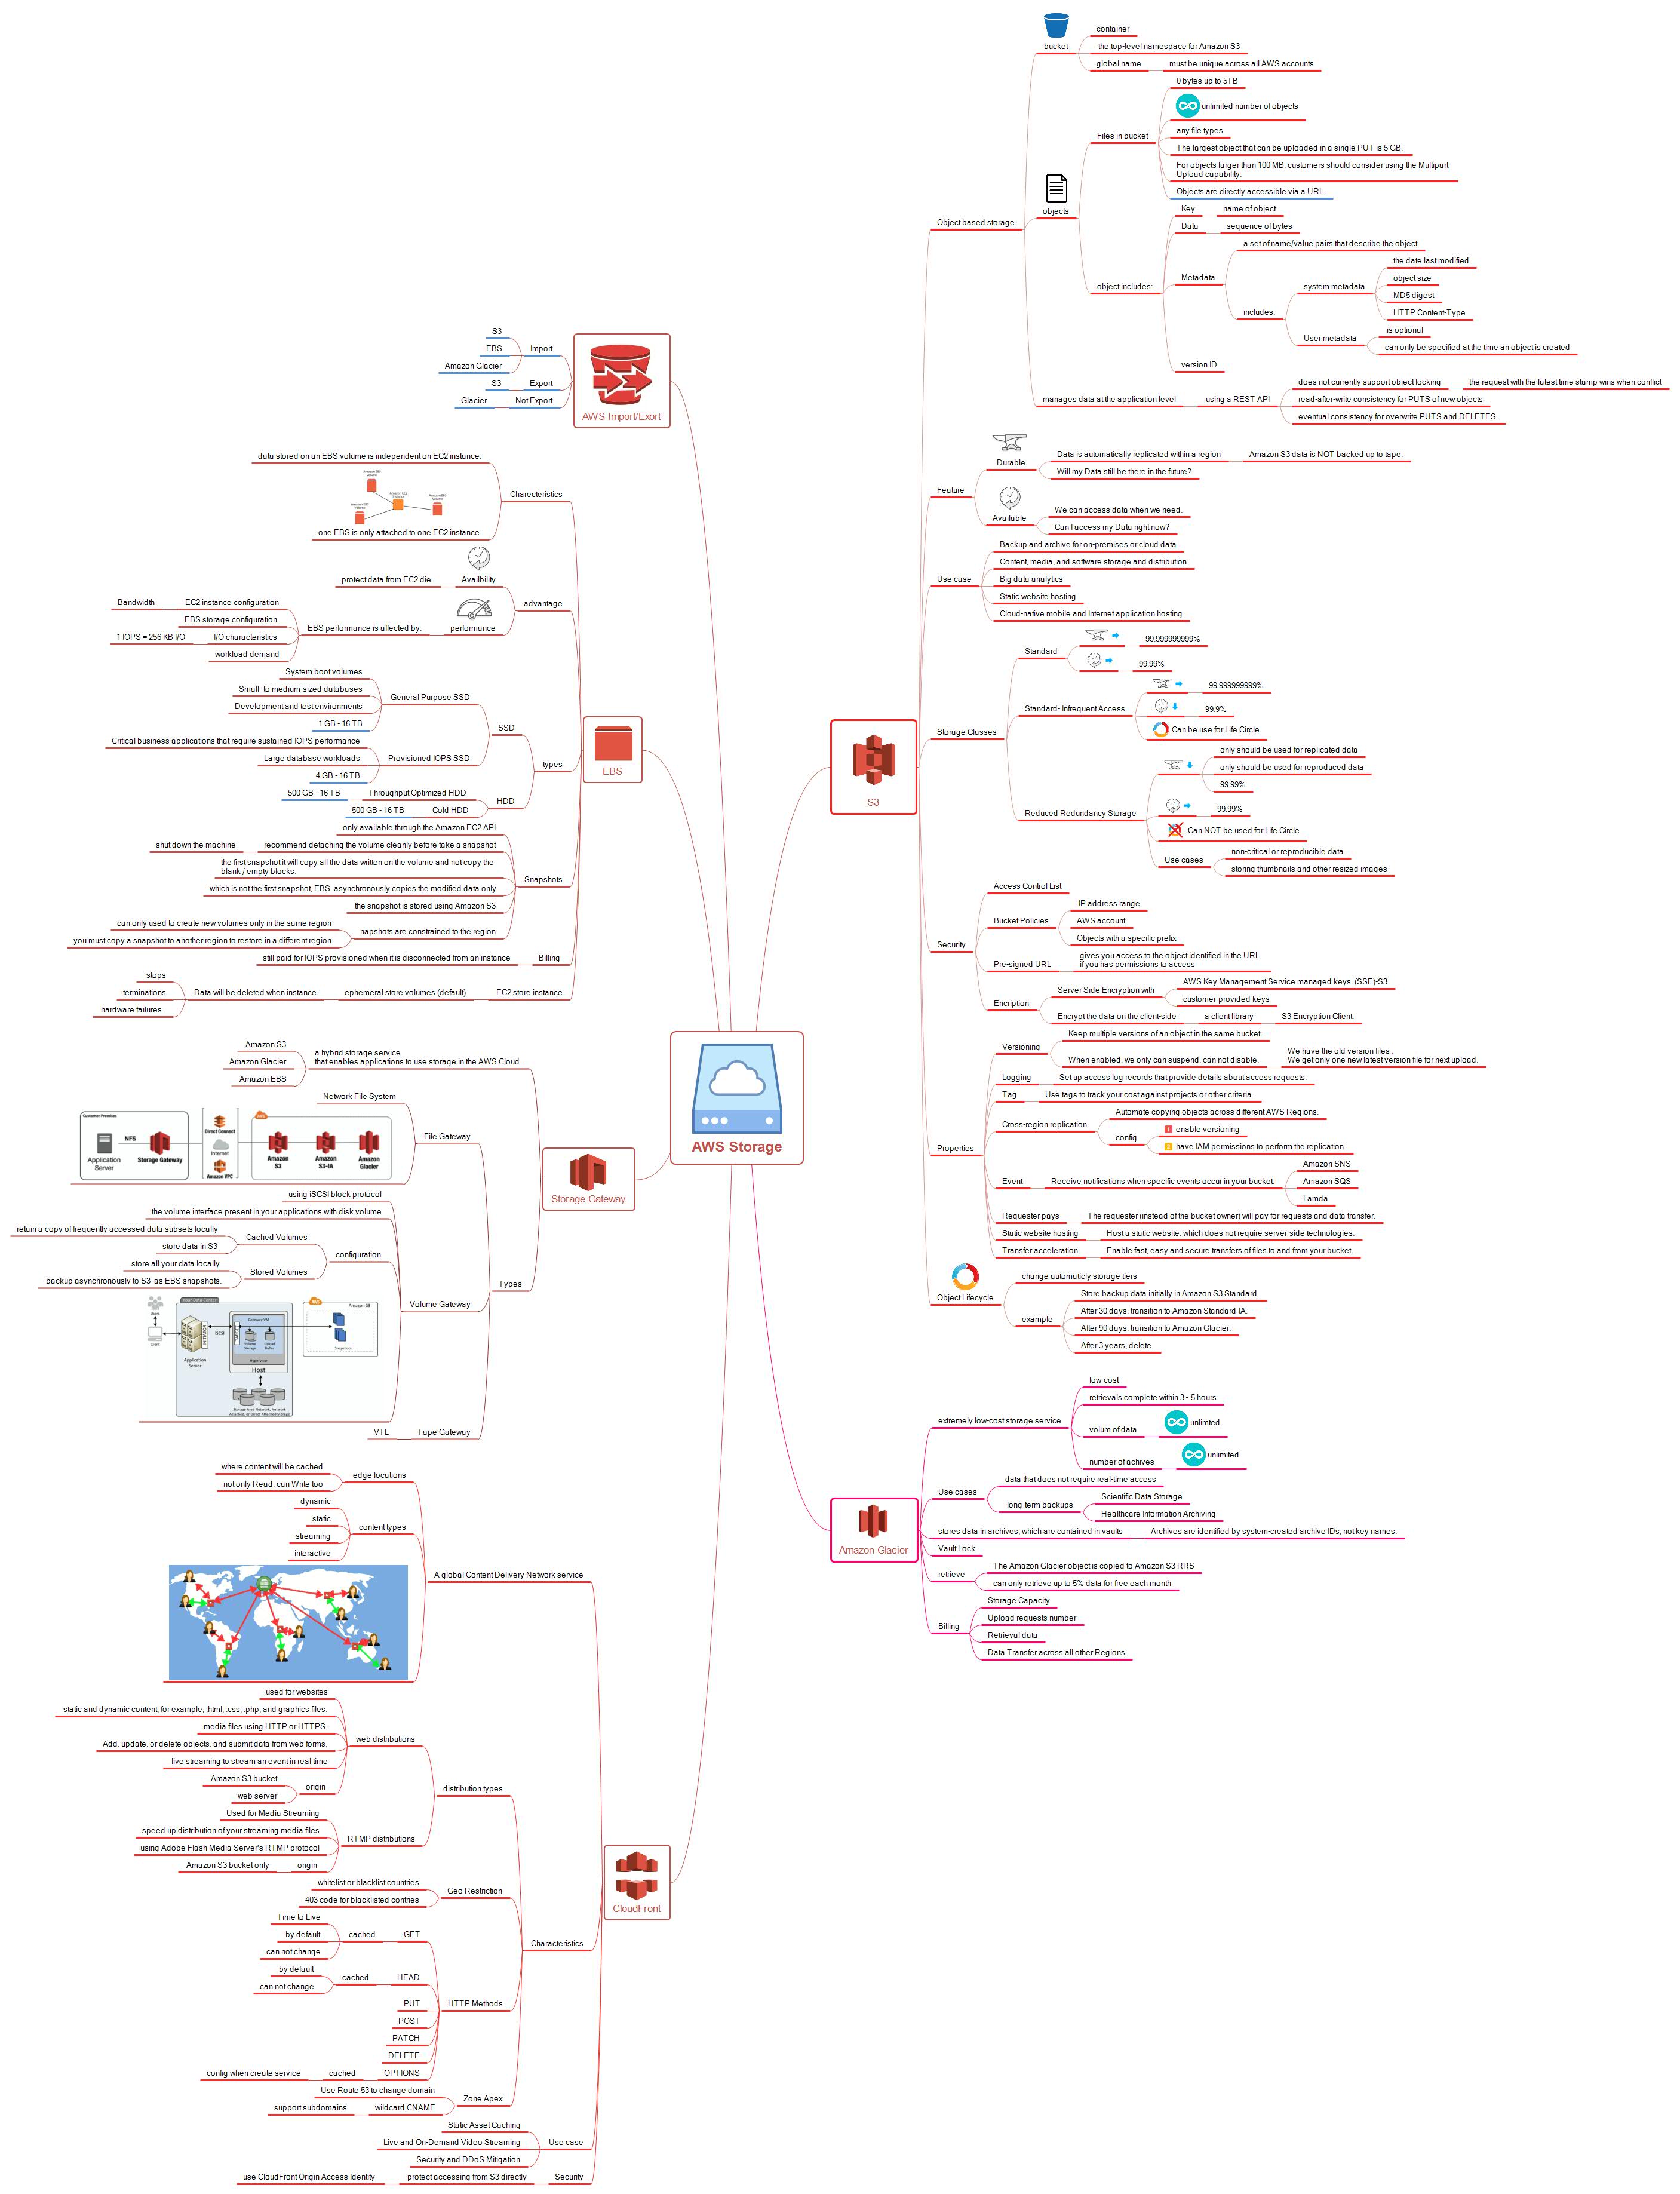 AWS Storage
S3
Object based storage
bucket
container
the top-level namespace for Amazon S3
global name
must be unique across all AWS accounts
objects
Files in bucket
0 bytes up to 5TB
unlimited number of objects
any file types
The largest object that can be uploaded in a single PUT is 5 GB.
For objects larger than 100 MB, customers should consider using the Multipart
Upload capability.
Objects are directly accessible via a URL.
object includes:
Key
name of object
Data
sequence of bytes
Metadata
a set of name/value pairs that describe the object
includes:
system metadata
the date last modified
object size
MD5 digest
HTTP Content-Type
User metadata
is optional
can only be specified at the time an object is created
version ID
manages data at the application level
using a REST API
does not currently support object locking
the request with the latest time stamp wins when conflict
read-after-write consistency for PUTS of new objects
eventual consistency for overwrite PUTS and DELETES.
Feature
Durable
Data is automatically replicated within a region
Amazon S3 data is NOT backed up to tape.
Will my Data still be there in the future?
Available
We can access data when we need.
Can I access my Data right now?
Use case
Backup and archive for on-premises or cloud data
Content, media, and software storage and distribution
Big data analytics
Static website hosting
Cloud-native mobile and Internet application hosting
Storage Classes
Standard
99.999999999%
99.99%
Standard- Infrequent Access
99.999999999%
99.9%
Can be use for Life Circle
Reduced Redundancy Storage
only should be used for replicated data
only should be used for reproduced data
99.99%
99.99%
Can NOT be used for Life Circle
Use cases
non-critical or reproducible data
storing thumbnails and other resized images
Security
Access Control List
Bucket Policies
IP address range
AWS account
Objects with a specific prefix
Pre-signed URL
gives you access to the object identified in the URL
if you has permissions to access
Encription
Server Side Encryption with
AWS Key Management Service managed keys. (SSE)-S3
customer-provided keys
Encrypt the data on the client-side
a client library
S3 Encryption Client.
Properties
Versioning
Keep multiple versions of an object in the same bucket.
When enabled, we only can suspend, can not disable.
We have the old version files .
We get only one new latest version file for next upload.
Logging
Set up access log records that provide details about access requests.
Tag
Use tags to track your cost against projects or other criteria.
Cross-region replication
Automate copying objects across different AWS Regions.
config
1 enable versioning
2 have IAM permissions to perform the replication.
Event
Receive notifications when specific events occur in your bucket.
Amazon SNS
Amazon SQS
Lamda
Requester pays
The requester (instead of the bucket owner) will pay for requests and data transfer.
Static website hosting
Host a static website, which does not require server-side technologies.
Transfer acceleration
Enable fast, easy and secure transfers of files to and from your bucket.
Object Lifecycle
change automaticly storage tiers
example
Store backup data initially in Amazon S3 Standard.
After 30 days, transition to Amazon Standard-IA.
After 90 days, transition to Amazon Glacier.
After 3 years, delete.
Amazon Glacier
extremely low-cost storage service
low-cost
retrievals complete within 3 - 5 hours
volum of data
unlimted
number of achives
unlimited
Use cases
data that does not require real-time access
long-term backups
Scientific Data Storage
Healthcare Information Archiving
stores data in archives, which are contained in vaults
Archives are identified by system-created archive IDs, not key names.
Vault Lock
retrieve
The Amazon Glacier object is copied to Amazon S3 RRS
can only retrieve up to 5% data for free each month
Billing
Storage Capacity
Upload requests number
Retrieval data
Data Transfer across all other Regions
AWS Import/Exort
Import
S3
EBS
Amazon Glacier
Export
S3
Not Export
Glacier
EBS
Charecteristics
data stored on an EBS volume is independent on EC2 instance.
Amazon EBS
Volume
Amazon EC2
Instance
Amazon EBS
Volume
Amazon EBS
Volume
one EBS is only attached to one EC2 instance.
advantage
Availbility
protect data from EC2 die.
performance
EBS performance is affected by:
EC2 instance configuration
Bandwidth
EBS storage configuration.
I/O characteristics
1 IOPS = 256 KB I/O
workload demand
types
SSD
General Purpose SSD
System boot volumes
Small- to medium-sized databases
Development and test environments
1 GB - 16 TB
Provisioned IOPS SSD
Critical business applications that require sustained IOPS performance
Large database workloads
4 GB - 16 TB
HDD
Throughput Optimized HDD
500 GB - 16 TB
Cold HDD
500 GB - 16 TB
Snapshots
only available through the Amazon EC2 API
recommend detaching the volume cleanly before take a snapshot
shut down the machine
the first snapshot it will copy all the data written on the volume and not copy the
blank / empty blocks.
which is not the first snapshot, EBS asynchronously copies the modified data only
the snapshot is stored using Amazon S3
napshots are constrained to the region
can only used to create new volumes only in the same region
you must copy a snapshot to another region to restore in a different region
Billing
still paid for IOPS provisioned when it is disconnected from an instance
EC2 store instance
ephemeral store volumes (default)
Data will be deleted when instance
stops
terminations
hardware failures.
Storage Gateway
a hybrid storage service
that enables applications to use storage in the AWS Cloud.
Amazon S3
Amazon Glacier
Amazon EBS
Types
File Gateway
Network File System
Customer Premises
NFS
Application
Server
Storage Gateway
Direct Connect
Internet
Amazon VPC
AWS
Amazon
S3
Amazon
S3-IA
Amazon
Glacier
Volume Gateway
using iSCSI block protocol
the volume interface present in your applications with disk volume
configuration
Cached Volumes
retain a copy of frequently accessed data subsets locally
store data in S3
Stored Volumes
store all your data locally
backup asynchronously to S3 as EBS snapshots.
Your Data Center
Users
Client
Application
Server
INITIATOR
iSCSI
TARGET
Gateway VM
Volume
Storage
Upload
Buffer
Hypervisor
Host
Storage Area Network, Network
Attached, or Direct Attached Storage
AWS
Amazon S3
Snapshots
Tape Gateway
VTL
CloudFront
A global Content Delivery Network service
edge locations
where content will be cached
not only Read, can Write too
content types
dynamic
static
streaming
interactive
Characteristics
distribution types
web distributions
used for websites
static and dynamic content, for example, .html, .css, .php, and graphics files.
media files using HTTP or HTTPS.
Add, update, or delete objects, and submit data from web forms.
live streaming to stream an event in real time
origin
Amazon S3 bucket
web server
RTMP distributions
Used for Media Streaming
speed up distribution of your streaming media files
using Adobe Flash Media Server's RTMP protocol
origin
Amazon S3 bucket only
Geo Restriction
whitelist or blacklist countries
403 code for blacklisted contries
HTTP Methods
GET
cached
Time to Live
by default
can not change
HEAD
cached
by default
can not change
PUT
POST
PATCH
DELETE
OPTIONS
cached
config when create service
Zone Apex
Use Route 53 to change domain
wildcard CNAME
support subdomains
Use case
Static Asset Caching
Live and On-Demand Video Streaming
Security and DDoS Mitigation
Security
protect accessing from S3 directly
use CloudFront Origin Access Identity